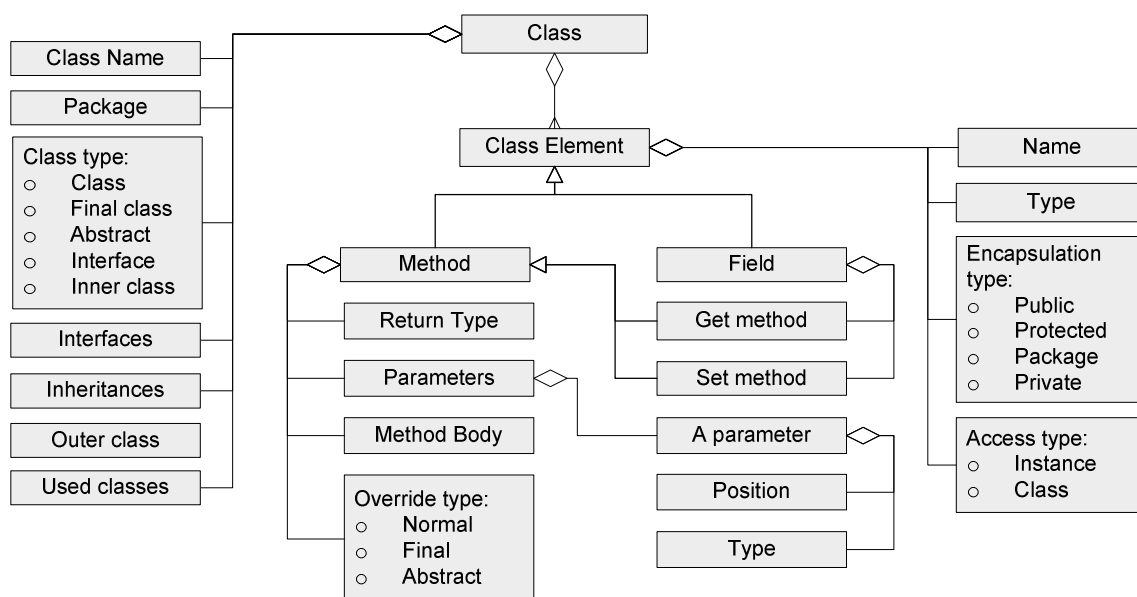 Class
Class Name
Package
Class type:
○ Class
○ Final class
○ Abstract
○ Interface
○ Inner class
Interfaces
Inheritances
Outer class
Used classes
Class Element
Method
Return Type
Parameters
Method Body
Override type:
○ Normal
○ Final
○ Abstract
Field
Get method
Set method
A parameter
Position
Type
Name
Type
Encapsulation
type:
○ Public
○ Protected
○ Package
○ Private
Access type:
○ Instance
○ Class